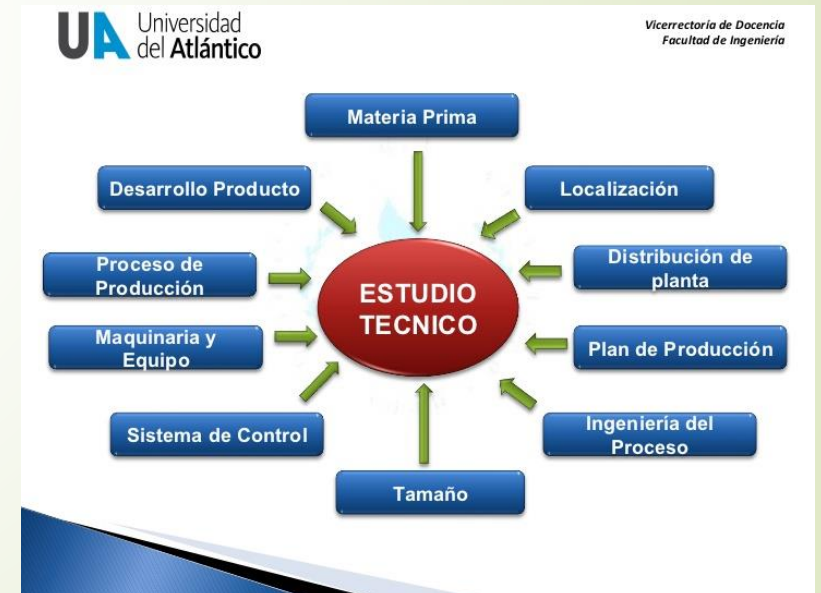 UA Universidad
del Atlántico
Vicerrectoría de Docencia
Facultad de Ingeniería
Materia Prima
Desarrollo Producto
Localización
Proceso de
Producción
Distribución de
planta
ESTUDIO
TECNICO
Maquinaria y
Equipo
Plan de Producción
Sistema de Control
Ingeniería del
Proceso
Tamaño